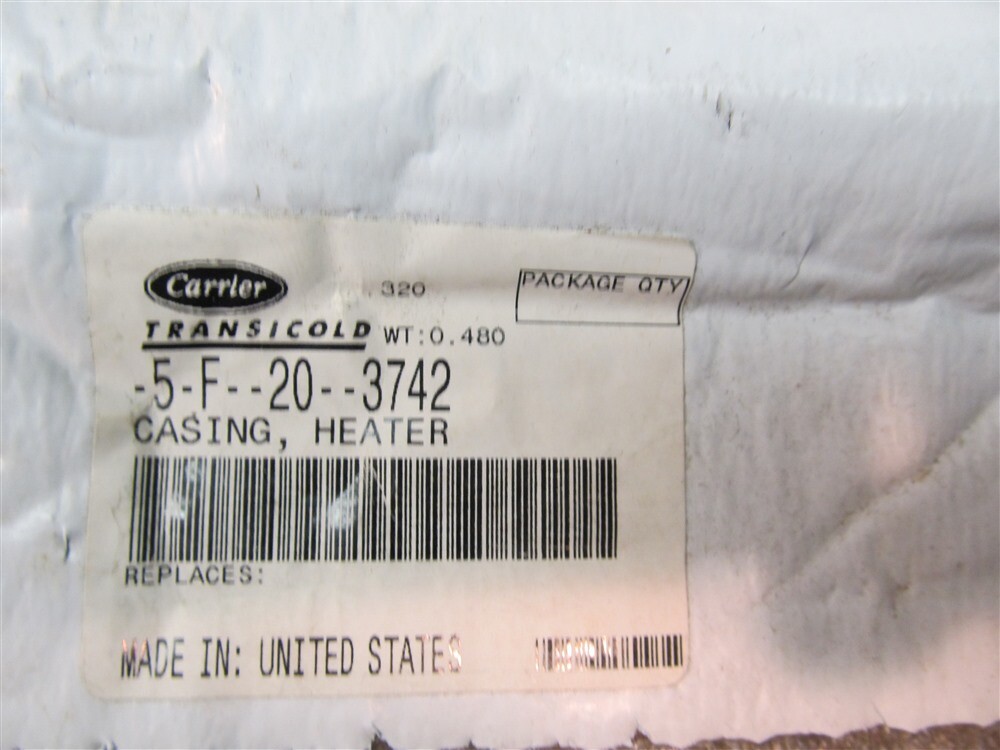 Carrier
.320
PACKAGE QTY
TRANSICOLD WT:0.480
-5-F--20--3742
CASING, HEATER
REPLACES:
MADE IN: UNITED STATES